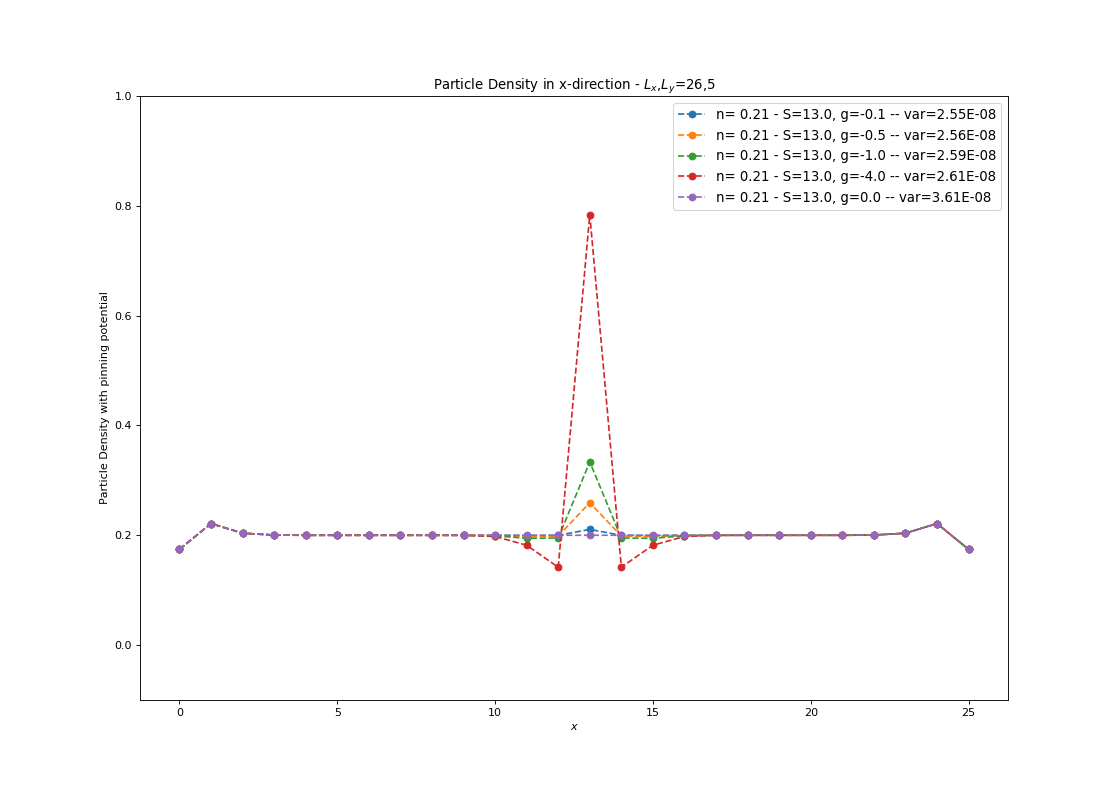 Particle Density in x-direction - Lx,Ly=26,5
1.0
0.8
0.6
0.4
0.2
0.0
Particle Density with pinning potential
n= 0.21 - S=13.0, g=-0.1 -- var=2.55E-08
n= 0.21 - S=13.0, g=-0.5 -- var=2.56E-08
n= 0.21 - S=13.0, g=-1.0 -- var=2.59E-08
n= 0.21 - S=13.0, g=-4.0 -- var=2.61E-08
n= 0.21 - S=13.0, g=0.0 -- var=3.61E-08
0 5 10 15 20 25
x